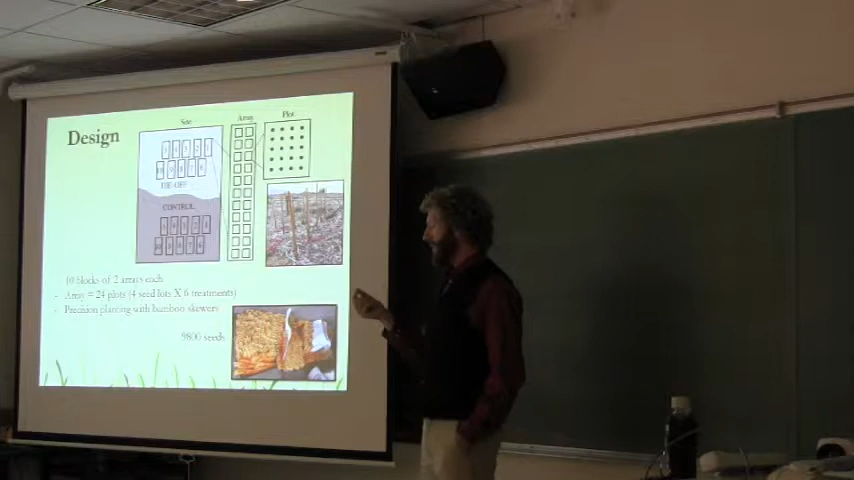 Design
Site
Array
Plot
DIE-OFF
CONTROL
10 blocks of 2 arrays each
- Array = 24 plots (4 seed lots X 6 treatments)
- Precision planting with bamboo skewers
9800 seeds